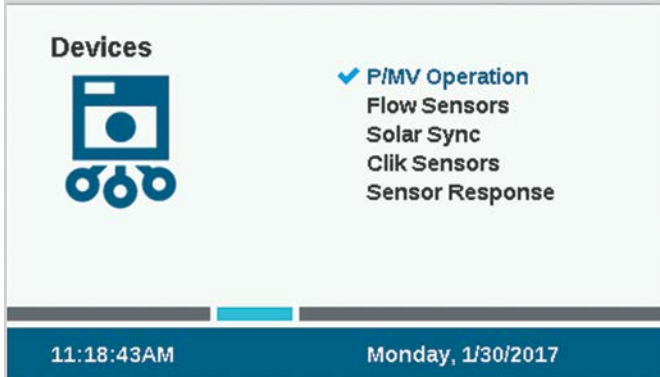 Devices
P/MV Operation
Flow Sensors
Solar Sync
Clik Sensors
Sensor Response
11:18:43AM Monday, 1/30/2017